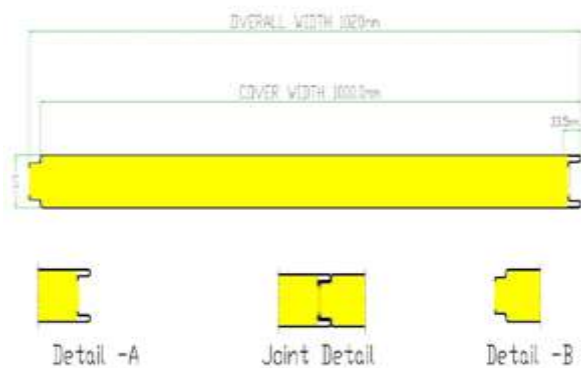 OVERALL WIDTH 1020mm
COVER WIDTH 1000.0mm
Detail -A
Joint Detail
Detail -B